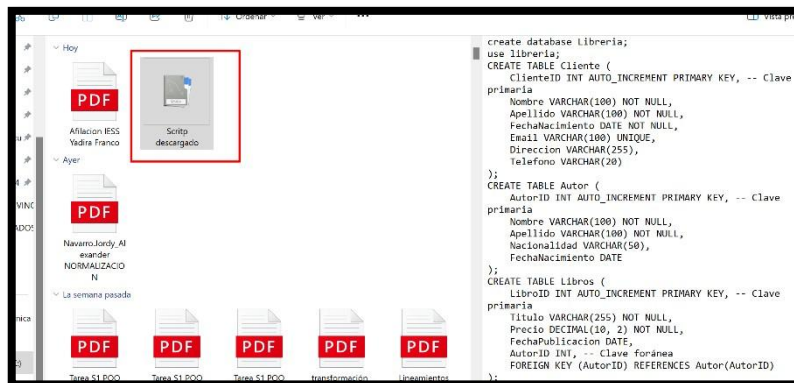 Ordenar
Ver
...
Vista pre
Hoy
PDF
Afilacion IESS
Yadira Franco
Scritp
descargado
Ayer
PDF
Navarro.Jordy_Al
exander
NORMALIZACIO
N
La semana pasada
PDF
PDF
PDF
PDF
PDF
Tarea S1 POO
Tarea S1 POO
Tarea S1 POO
transformación
Lineamientos
create database Libreria;
use libreria;
CREATE TABLE Cliente (
ClienteID INT AUTO_INCREMENT PRIMARY KEY, -- Clave
primaria
Nombre VARCHAR(100) NOT NULL,
Apellido VARCHAR(100) NOT NULL,
FechaNacimiento DATE NOT NULL,
Email VARCHAR(100) UNIQUE,
Direccion VARCHAR(255),
Telefono VARCHAR(20)
);
CREATE TABLE Autor (
AutorID INT AUTO_INCREMENT PRIMARY KEY, -- Clave
primaria
Nombre VARCHAR(100) NOT NULL,
Apellido VARCHAR(100) NOT NULL,
Nacionalidad VARCHAR(50),
FechaNacimiento DATE
);
CREATE TABLE Libros (
LibroID INT AUTO_INCREMENT PRIMARY KEY, -- Clave
primaria
Titulo VARCHAR(255) NOT NULL,
Precio DECIMAL(10, 2) NOT NULL,
FechaPublicacion DATE,
AutorID INT, -- Clave foránea
FOREIGN KEY (AutorID) REFERENCES Autor(AutorID)
);